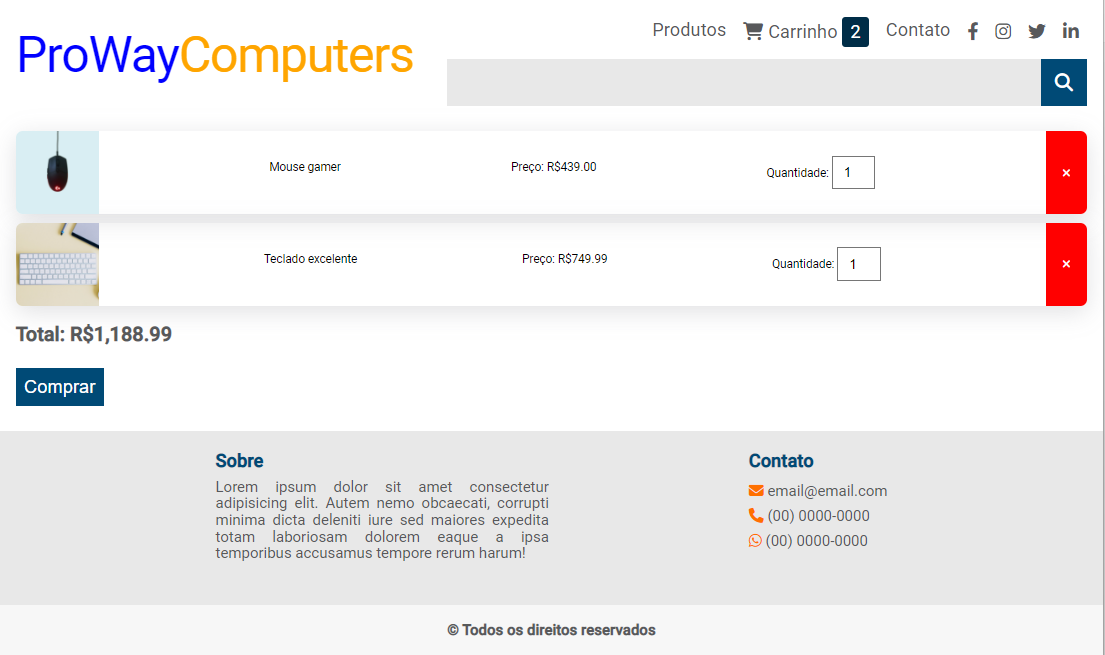 ProWayComputers
Produtos Carrinho 2 Contato
Mouse gamer Preço: R$439.00 Quantidade: 1 ×
Teclado excelente Preço: R$749.99 Quantidade: 1 ×
Total: R$1,188.99
Comprar
Sobre
Lorem ipsum dolor sit amet consectetur
adipisicing elit. Autem nemo obcaecati, corrupti
minima dicta deleniti iure sed maiores expedita
totam laboriosam dolorem eaque a ipsa
temporibus accusamus tempore rerum harum!
Contato
email@email.com
(00) 0000-0000
(00) 0000-0000
© Todos os direitos reservados